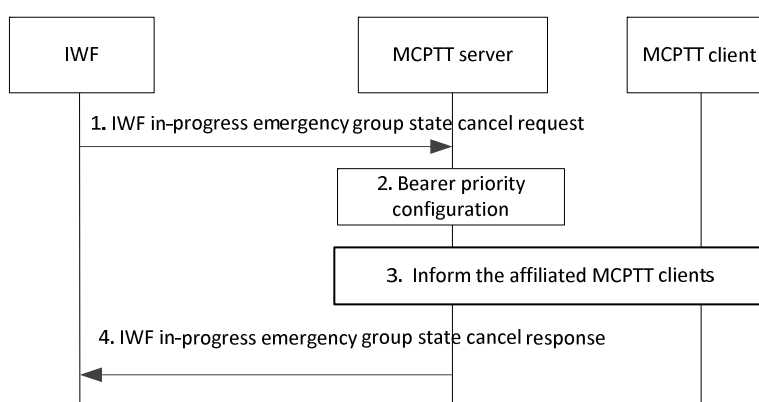 IWF
MCPTT server
MCPTT client
1. IWF in-progress emergency group state cancel request
2. Bearer priority
configuration
3. Inform the affiliated MCPTT clients
4. IWF in-progress emergency group state cancel response